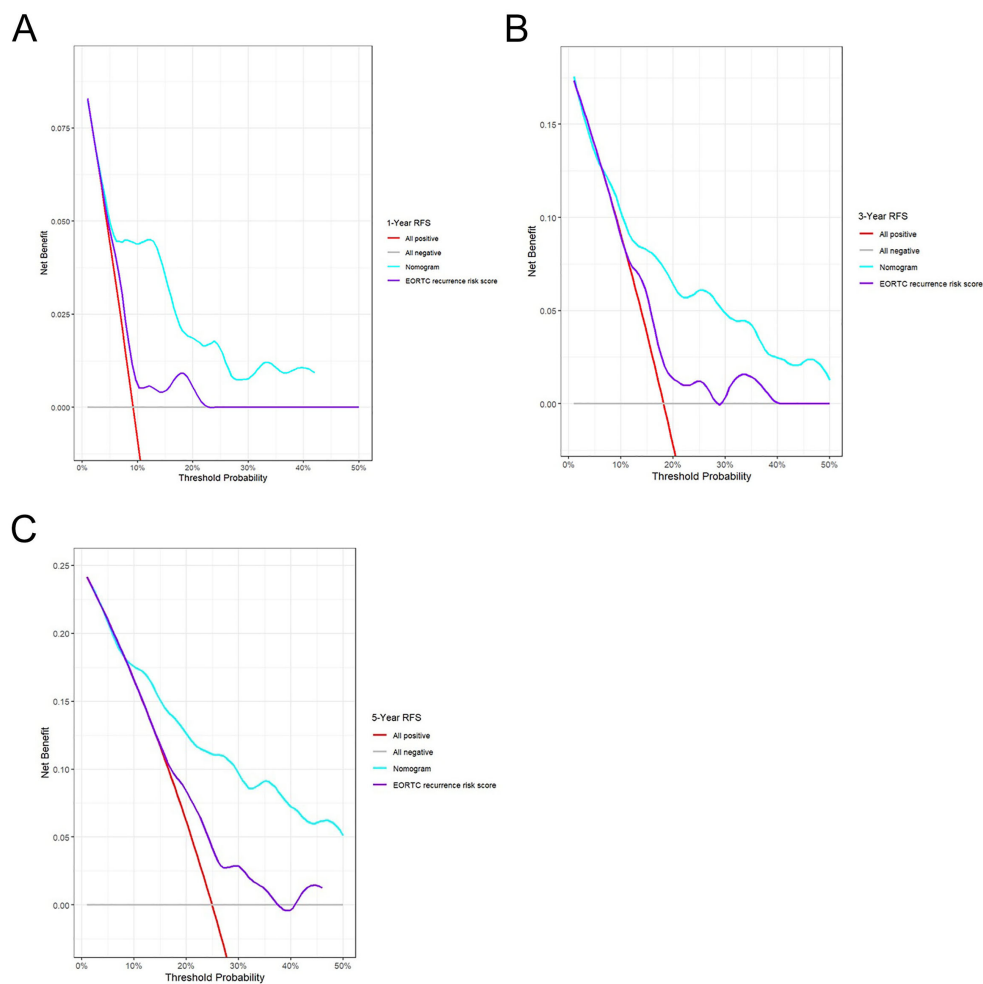 A
0.075
0.050
0.025
0.000
Net Benefit
0%
10%
20%
30%
40%
50%
Threshold Probability
1-Year RFS
All positive
All negative
Nomogram
EORTC recurrence risk score
B
0.15
0.10
0.05
0.00
Net Benefit
0%
10%
20%
30%
40%
50%
Threshold Probability
3-Year RFS
All positive
All negative
Nomogram
EORTC recurrence risk score
C
0.25
0.20
0.15
0.10
0.05
0.00
Net Benefit
0%
10%
20%
30%
40%
50%
Threshold Probability
5-Year RFS
All positive
All negative
Nomogram
EORTC recurrence risk score